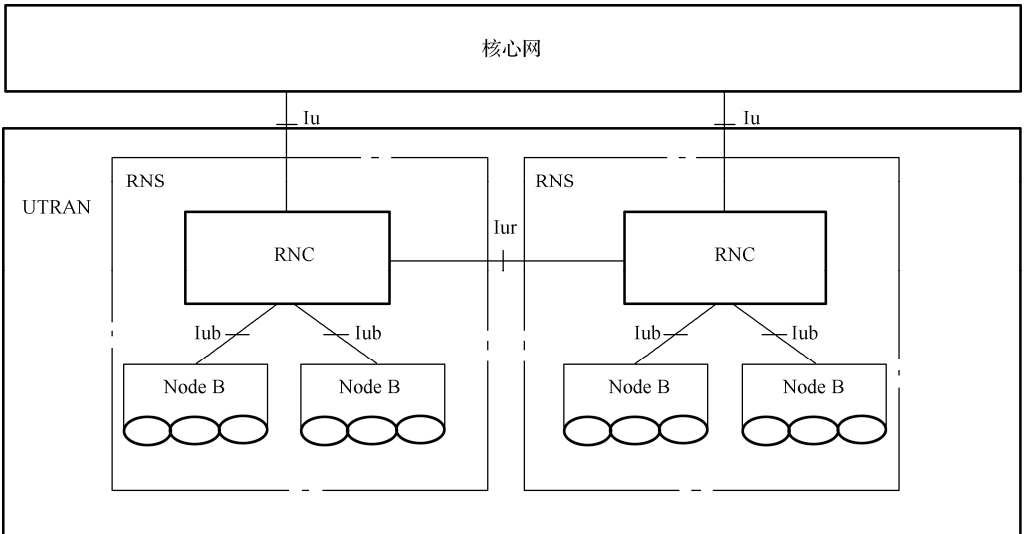 核心网
Iu
Iu
RNS
RNS
UTRAN
Iur
RNC
RNC
Iub
Iub
Iub
Iub
Node B
Node B
Node B
Node B